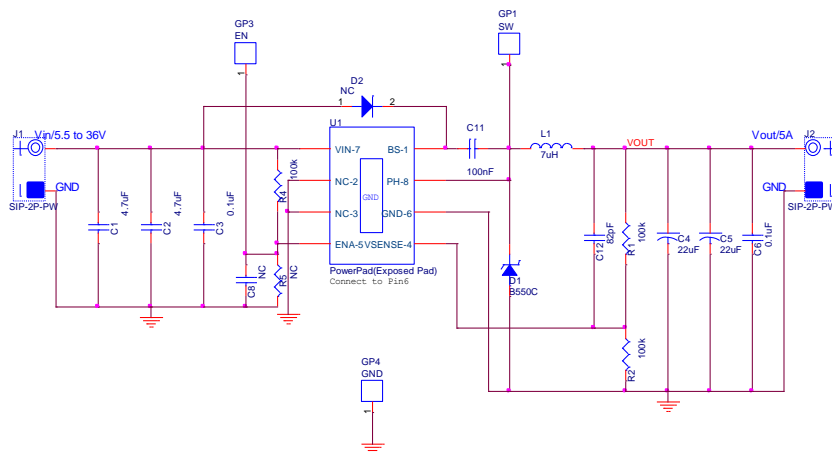 GP3
EN
1
GP1
SW
1
D2
NC
1
2
U1
J1
Vin/5.5 to 36V
GND
SIP-2P-PW
C1
4.7uF
C2
4.7uF
C3
0.1uF
R4
100k
C8
NC
R5
NC
VIN-7
BS-1
NC-2
PH-8
GND
NC-3
GND-6
ENA-5
VSENSE-4
PowerPad(Exposed Pad)
Connect to Pin6
C11
100nF
L1
7uH
VOUT
Vout/5A
J2
GND
SIP-2P-PW
D1
B550C
C12
82pF
R1
100k
R2
100k
C4
22uF
C5
22uF
C6
0.1uF
GP4
GND
1